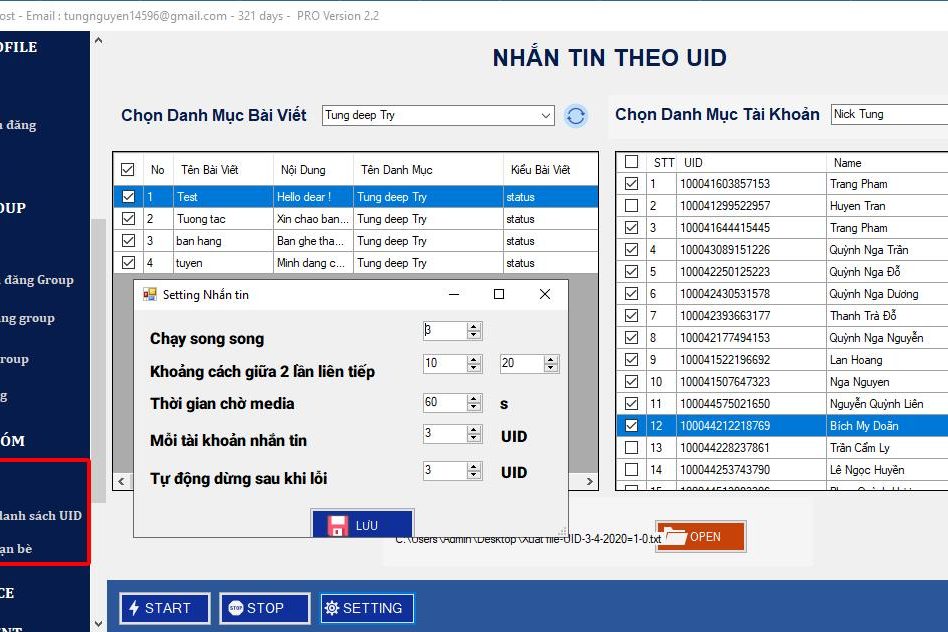 ost - Email : tungnguyen14596@gmail.com - 321 days - PRO Version 2.2
OFILE
đăng
OUP
đăng Group
ng group
roup
g
ÓM
danh sách UID
ạn bè
CE
NT
NHẮN TIN THEO UID
Chọn Danh Mục Bài Viết
Tung deep Try
Chọn Danh Mục Tài Khoản
Nick Tung
No Tên Bài Viết Nội Dung Tên Danh Mục Kiểu Bài Viết
1 Test Hello dear ! Tung deep Try status
2 Tuong tac Xin chao ban... Tung deep Try status
3 ban hang Ban ghe tha... Tung deep Try status
4 tuyen Minh dang c... Tung deep Try status
STT UID Name
1 100041603857153 Trang Pham
2 100041299522957 Huyen Tran
3 100041644415445 Trang Pham
4 100043089151226 Quỳnh Nga Trần
5 100042250125223 Quỳnh Nga Đỗ
6 100042430531578 Quỳnh Nga Dương
7 100042393663177 Thanh Trà Đỗ
8 100042177494153 Quỳnh Nga Nguyễn
9 100041522196692 Lan Hoang
10 100041507647323 Nga Nguyen
11 100044575021650 Nguyễn Quỳnh Liên
12 100044212218769 Bích My Doãn
13 100044228237861 Trần Cẩm Ly
14 100044253743790 Lê Ngọc Huyền
Setting Nhắn tin
Chạy song song 3
Khoảng cách giữa 2 lần liên tiếp 10 20
Thời gian chờ media 60 s
Mỗi tài khoản nhắn tin 3 UID
Tự động dừng sau khi lỗi 3 UID
LƯU
C:\Users\Admin\Desktop\Xuất file-UID-3-4-2020=1-0.txt
OPEN
START
STOP
STOP
SETTING